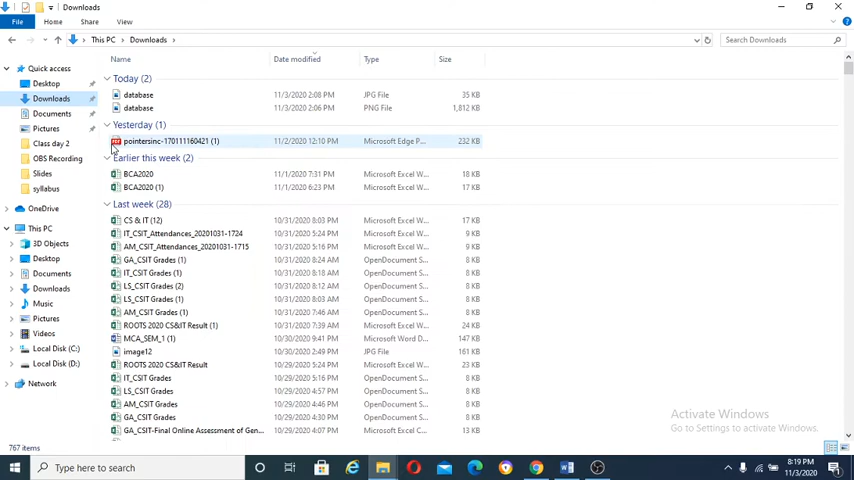 Downloads
File Home Share View
This PC Downloads Search Downloads
Name Date modified Type Size
Quick access
Desktop
Downloads
Documents
Pictures
Class day 2
OBS Recording
Slides
syllabus
OneDrive
This PC
3D Objects
Desktop
Documents
Downloads
Music
Pictures
Videos
Local Disk (C:)
Local Disk (D:)
Network
Today (2)
database 11/3/2020 2:08 PM JPG File 35 KB
database 11/3/2020 2:06 PM PNG File 1,812 KB
Yesterday (1)
pointersinc-170111160421 (1) 11/2/2020 12:10 PM Microsoft Edge P... 232 KB
Earlier this week (2)
BCA2020 11/1/2020 7:31 PM Microsoft Excel W... 18 KB
BCA2020 (1) 11/1/2020 6:23 PM Microsoft Excel W... 17 KB
Last week (28)
CS & IT (12) 10/31/2020 8:03 PM Microsoft Excel W... 17 KB
IT_CSIT_Attendances_20201031-1724 10/31/2020 5:24 PM Microsoft Excel W... 9 KB
AM_CSIT_Attendances_20201031-1715 10/31/2020 5:16 PM Microsoft Excel W... 9 KB
GA_CSIT Grades (1) 10/31/2020 8:24 AM OpenDocument S... 8 KB
IT_CSIT Grades (1) 10/31/2020 8:18 AM OpenDocument S... 8 KB
LS_CSIT Grades (2) 10/31/2020 8:12 AM OpenDocument S... 8 KB
LS_CSIT Grades (1) 10/31/2020 8:03 AM OpenDocument S... 8 KB
AM_CSIT Grades (1) 10/31/2020 7:55 AM OpenDocument S... 8 KB
ROOTS 2020 CS&IT Result (1) 10/31/2020 7:39 AM Microsoft Excel W... 24 KB
MCA_SEM_1 (1) 10/30/2020 9:41 PM Microsoft Word D... 147 KB
image12 10/30/2020 2:49 PM JPG File 161 KB
ROOTS 2020 CS&IT Result 10/29/2020 5:24 PM Microsoft Excel W... 23 KB
IT_CSIT Grades 10/29/2020 5:16 PM OpenDocument S... 8 KB
LS_CSIT Grades 10/29/2020 4:57 PM OpenDocument S... 8 KB
AM_CSIT Grades 10/29/2020 4:46 PM OpenDocument S... 8 KB
GA_CSIT Grades 10/29/2020 4:30 PM OpenDocument S... 8 KB
GA_CSIT-Final Online Assessment of Gen... 10/29/2020 4:07 PM Microsoft Excel C... 13 KB
Activate Windows
Go to Settings to activate Windows.
767 items
Type here to search
8:19 PM
11/3/2020